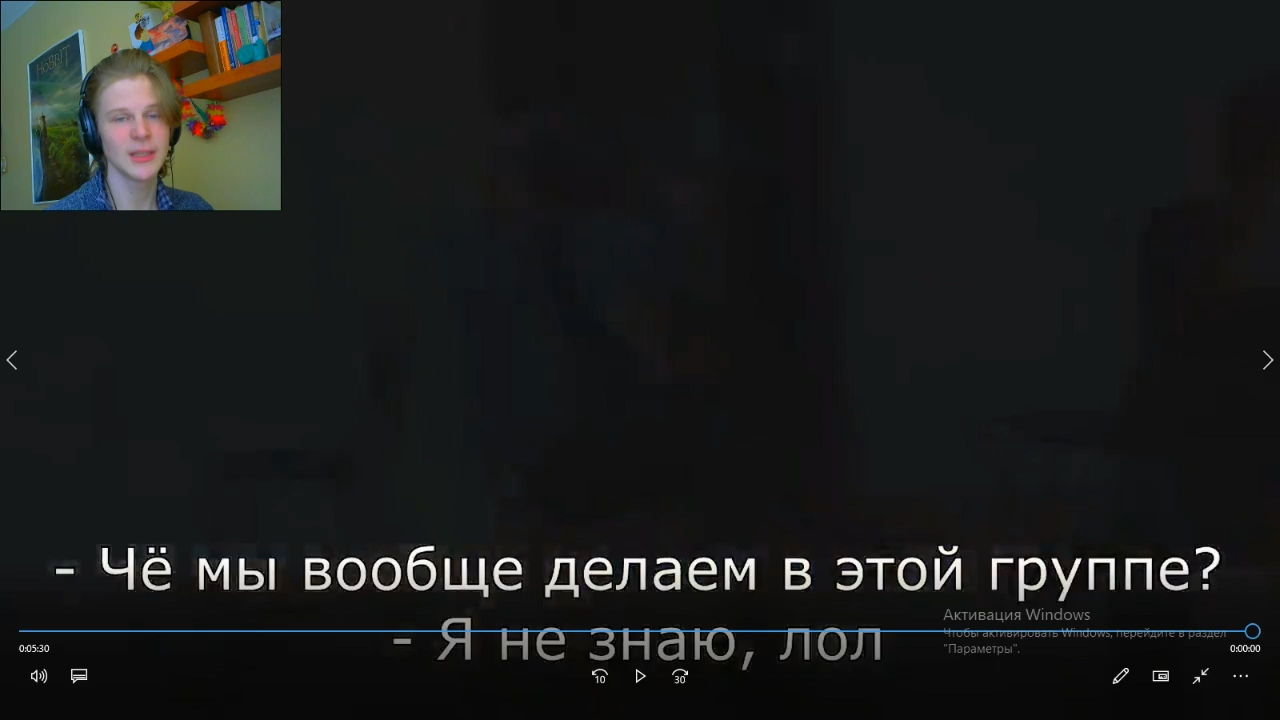 HOBBIT
- Чё мы вообще делаем в этой группе?
- Я не знаю, лол
Активация Windows
Чтобы активировать Windows, перейдите в раздел
"Параметры".
0:05:30
0:00:00
10
30